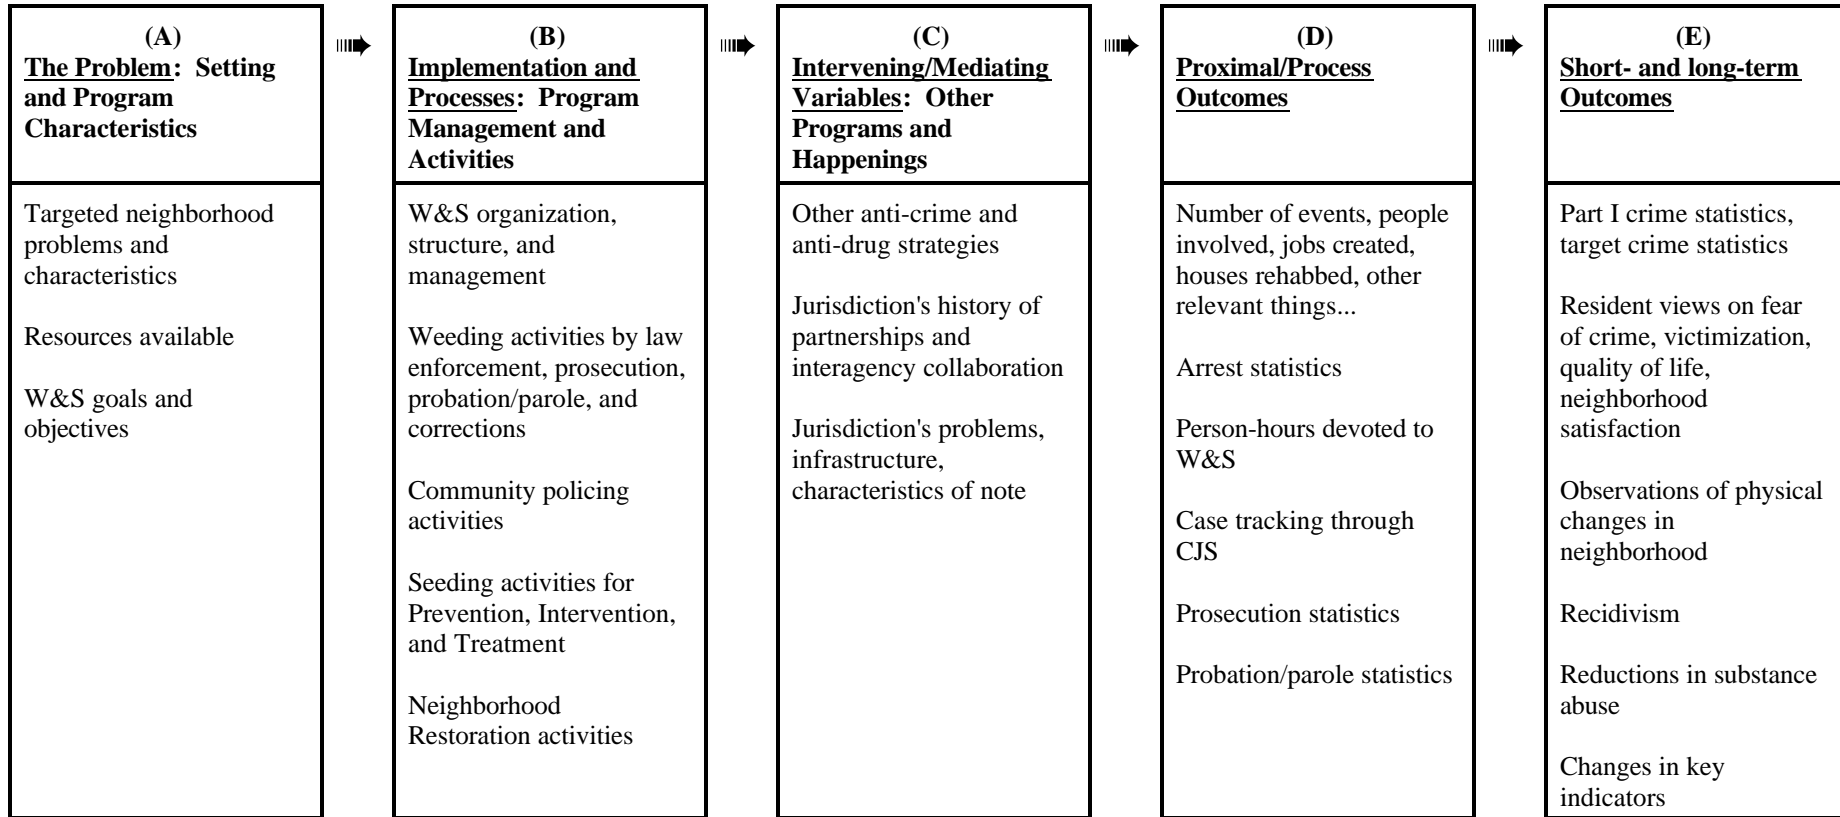 (A)
The Problem: Setting
and Program
Characteristics
Targeted neighborhood
problems and
characteristics
Resources available
W&S goals and
objectives
(B)
Implementation and
Processes: Program
Management and
Activities
W&S organization,
structure, and
management
Weeding activities by law
enforcement, prosecution,
probation/parole, and
corrections
Community policing
activities
Seeding activities for
Prevention, Intervention,
and Treatment
Neighborhood
Restoration activities
(C)
Intervening/Mediating
Variables: Other
Programs and
Happenings
Other anti-crime and
anti-drug strategies
Jurisdiction's history of
partnerships and
interagency collaboration
Jurisdiction's problems,
infrastructure,
characteristics of note
(D)
Proximal/Process
Outcomes
Number of events, people
involved, jobs created,
houses rehabbed, other
relevant things...
Arrest statistics
Person-hours devoted to
W&S
Case tracking through
CJS
Prosecution statistics
Probation/parole statistics
(E)
Short- and long-term
Outcomes
Part I crime statistics,
target crime statistics
Resident views on fear
of crime, victimization,
quality of life,
neighborhood
satisfaction
Observations of physical
changes in
neighborhood
Recidivism
Reductions in substance
abuse
Changes in key
indicators